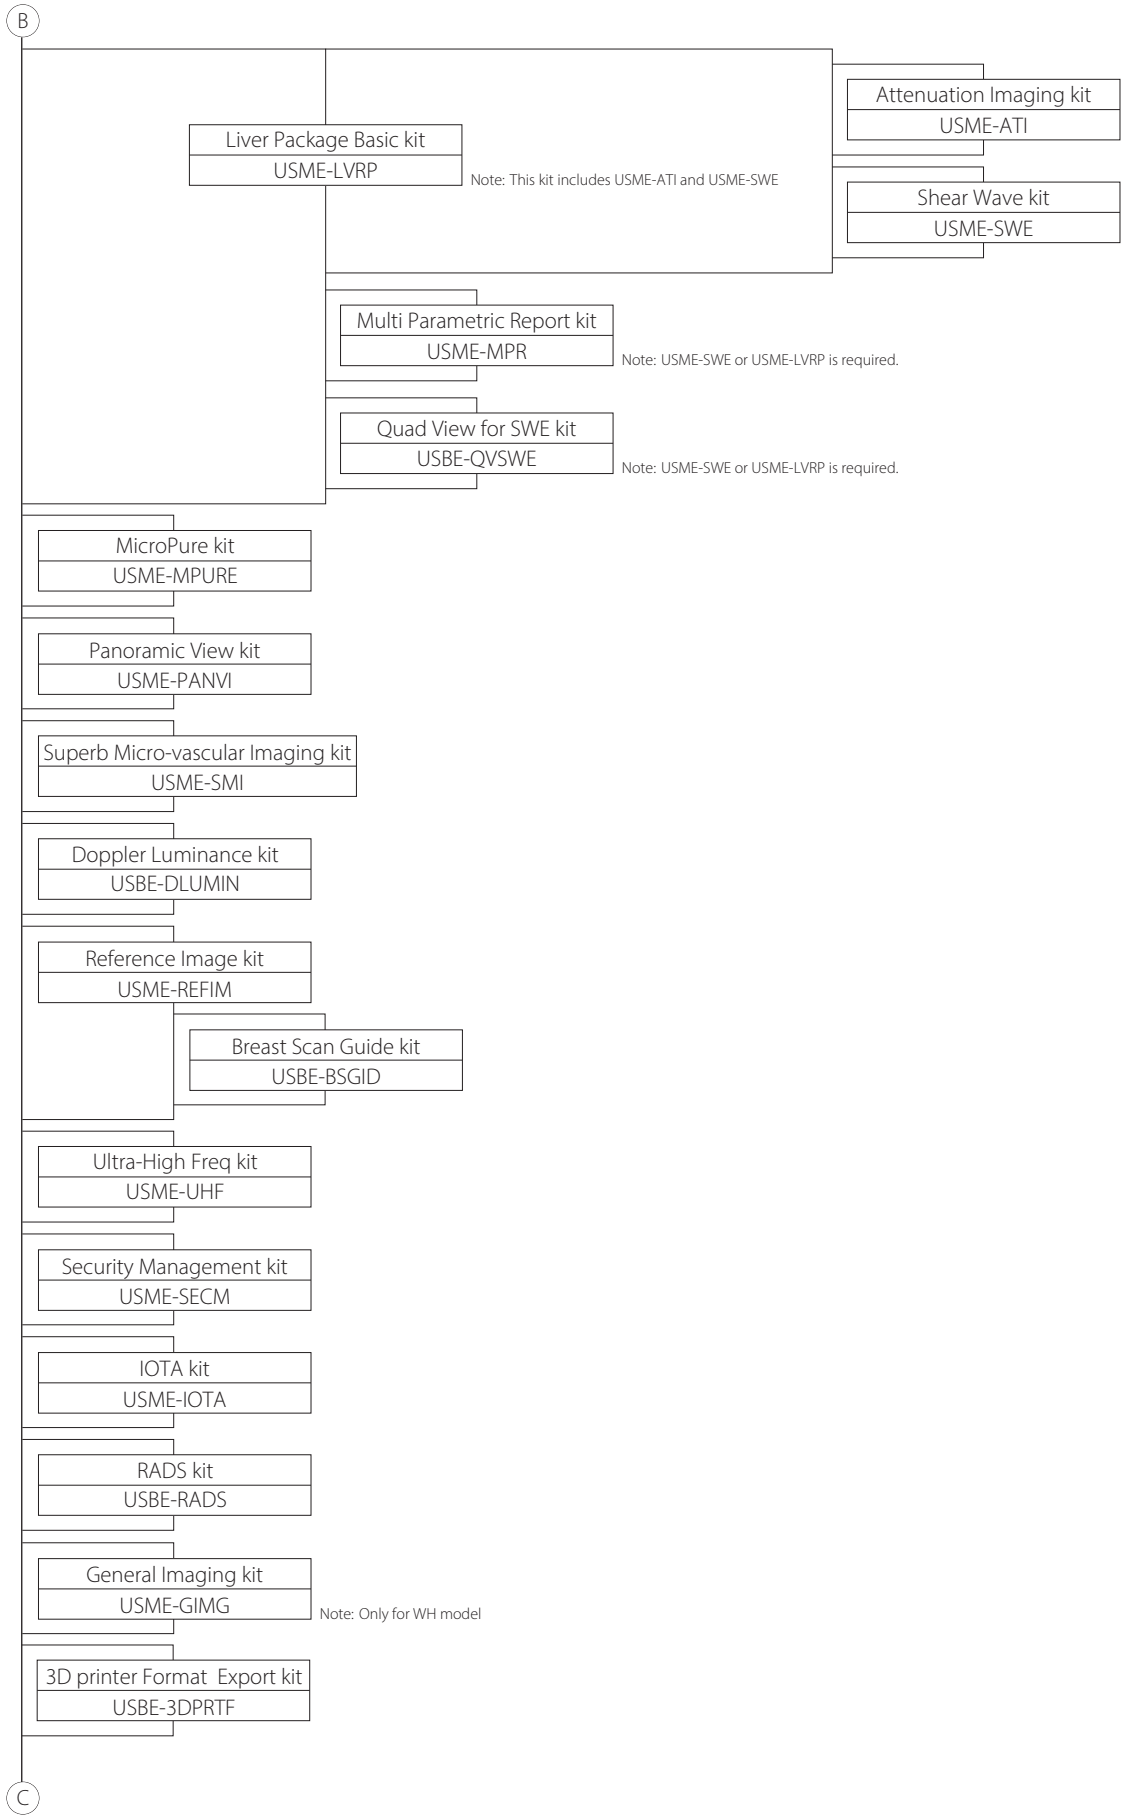 B
Attenuation Imaging kit
USME-ATI
Liver Package Basic kit
USME-LVRP
Note: This kit includes USME-ATI and USME-SWE
Shear Wave kit
USME-SWE
Multi Parametric Report kit
USME-MPR
Note: USME-SWE or USME-LVRP is required.
Quad View for SWE kit
USBE-QVSWE
Note: USME-SWE or USME-LVRP is required.
MicroPure kit
USME-MPURE
Panoramic View kit
USME-PANVI
Superb Micro-vascular Imaging kit
USME-SMI
Doppler Luminance kit
USBE-DLUMIN
Reference Image kit
USME-REFIM
Breast Scan Guide kit
USBE-BSGID
Ultra-High Freq kit
USME-UHF
Security Management kit
USME-SECM
IOTA kit
USME-IOTA
RADS kit
USBE-RADS
General Imaging kit
USME-GIMG
Note: Only for WH model
3D printer Format  Export kit
USBE-3DPRTF
C